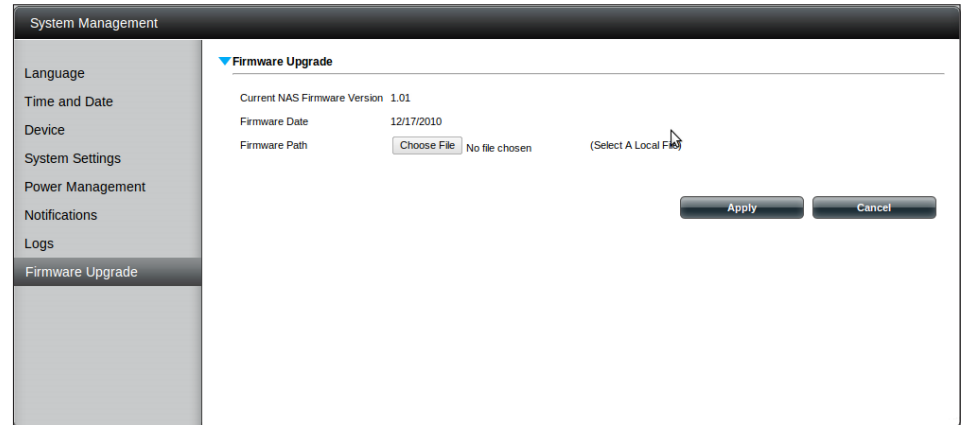 System Management
Language
Time and Date
Device
System Settings
Power Management
Notifications
Logs
Firmware Upgrade
Firmware Upgrade
Current NAS Firmware Version 1.01
Firmware Date 12/17/2010
Firmware Path Choose File No file chosen (Select A Local File)
Apply Cancel